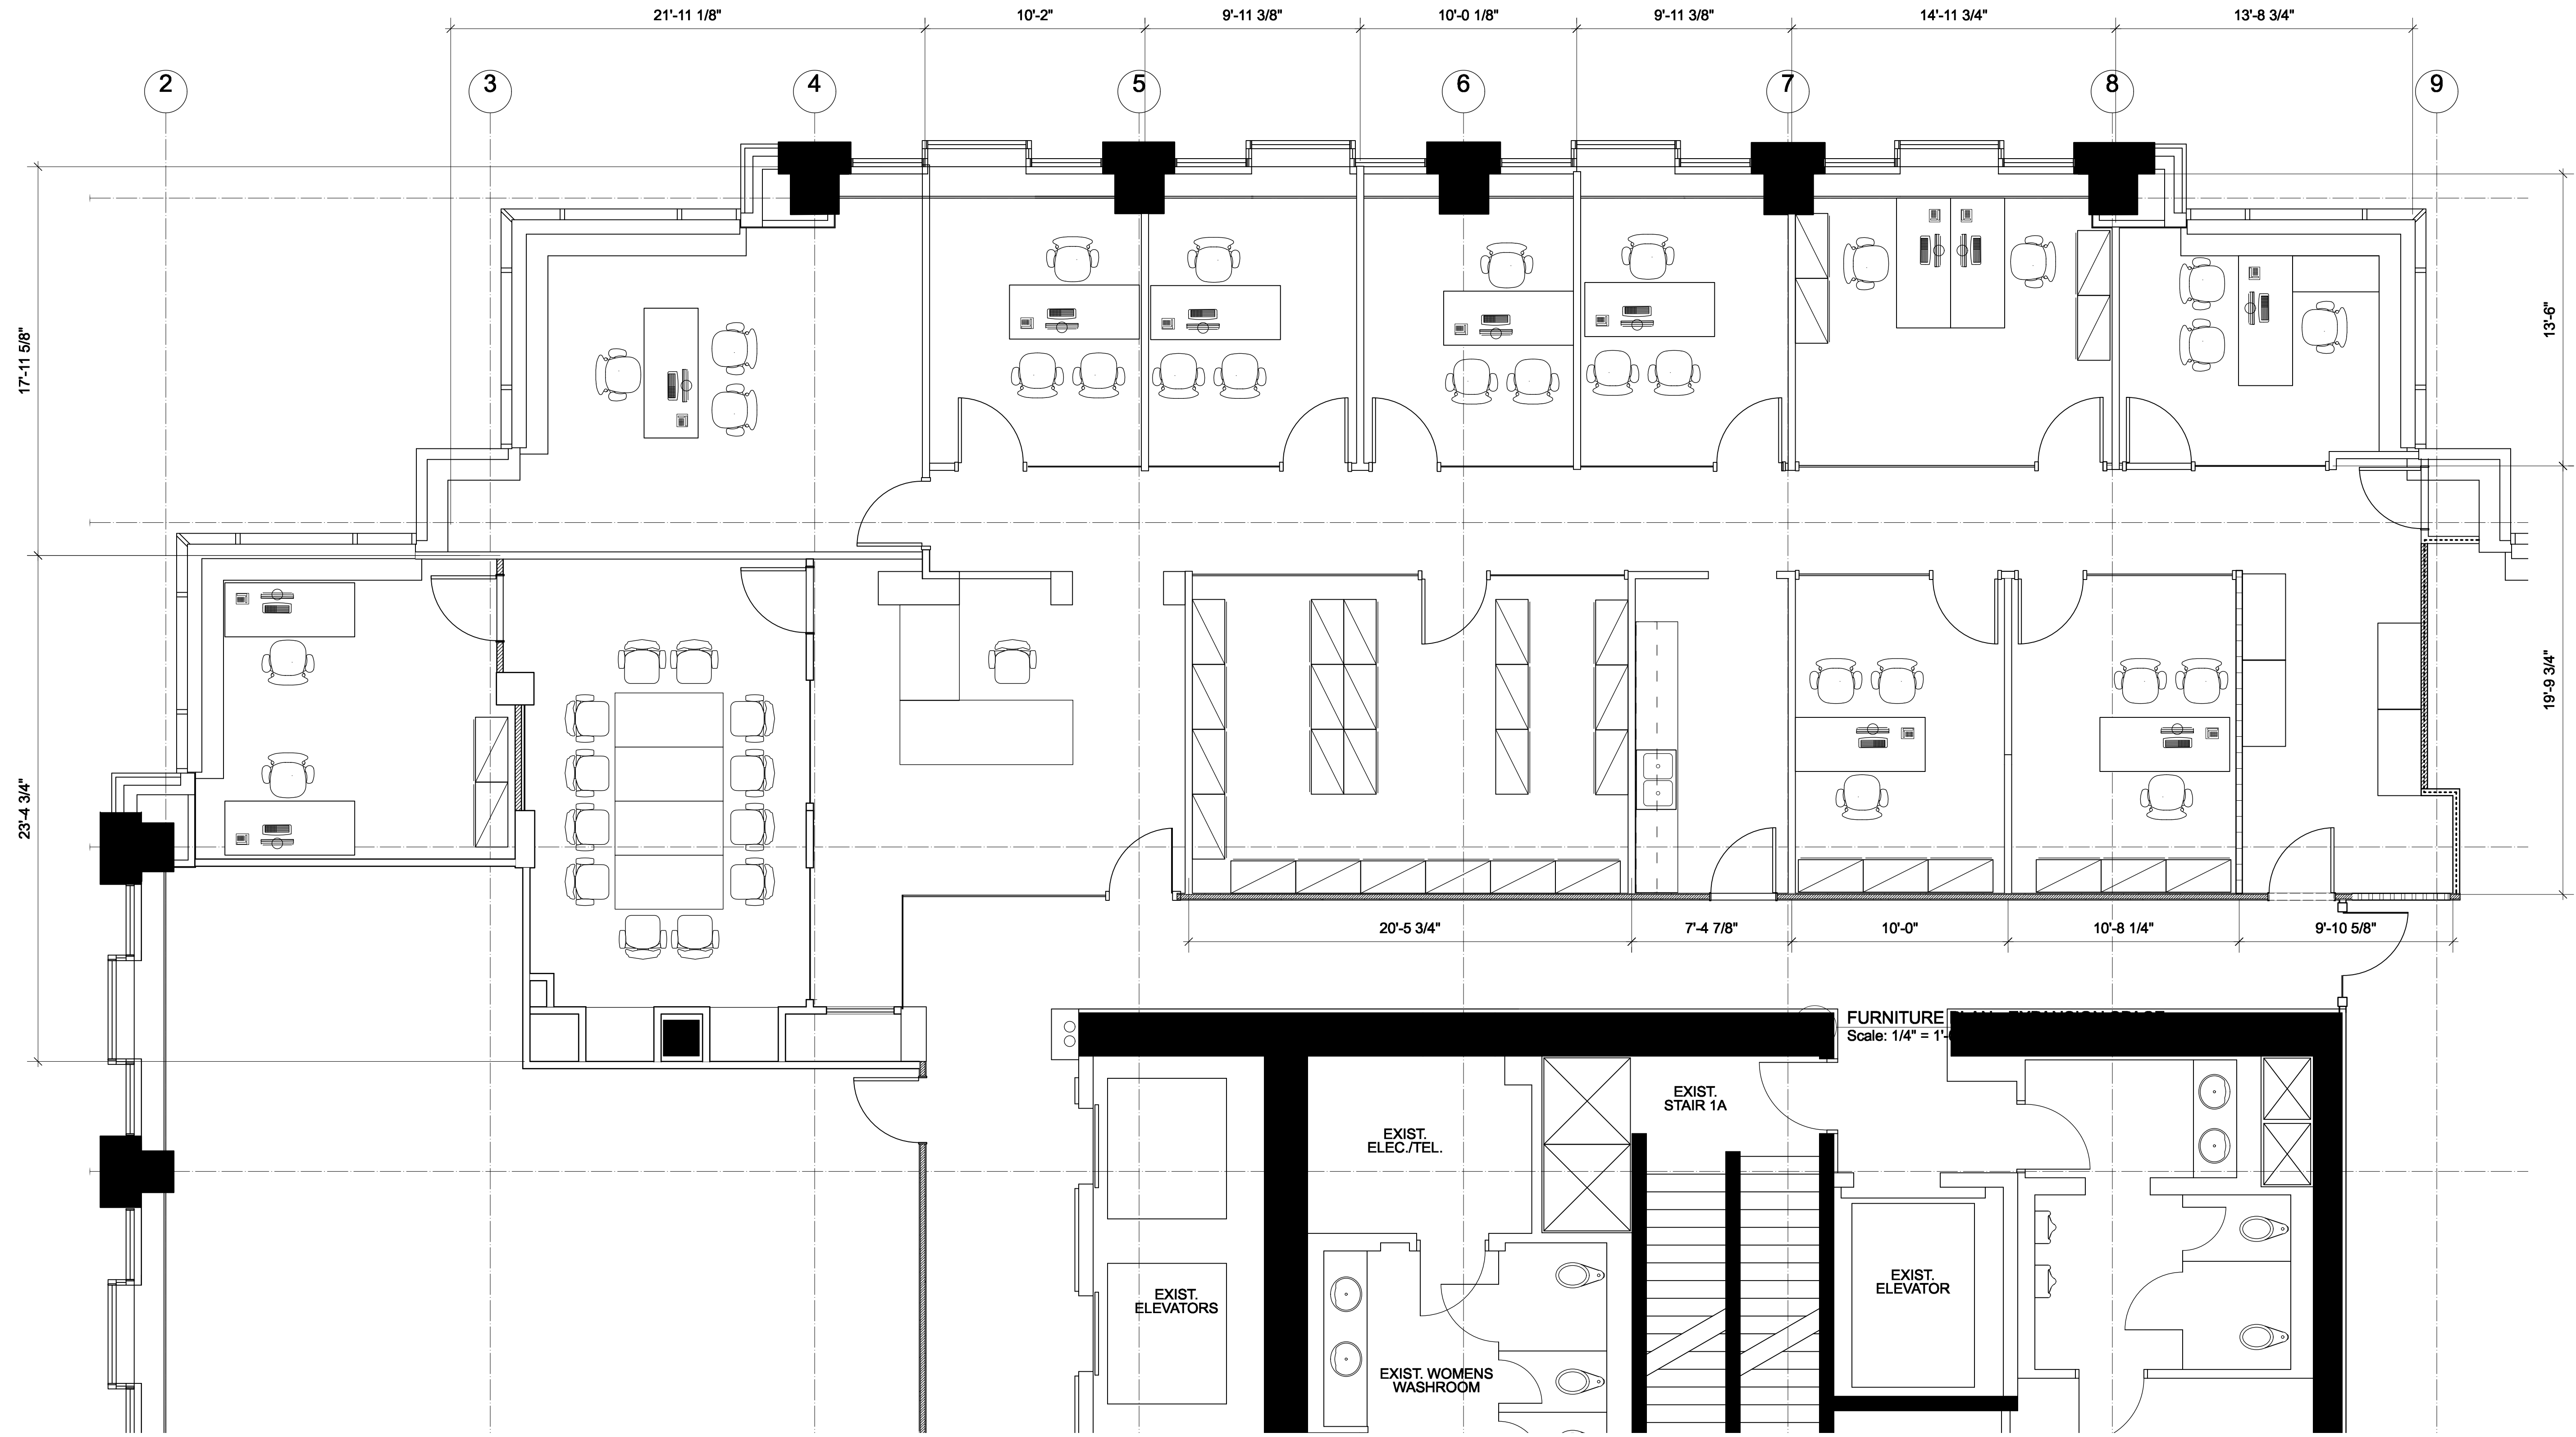 21'-11 1/8" 10'-2" 9'-11 3/8" 10'-0 1/8" 9'-11 3/8" 14'-11 3/4" 13'-8 3/4"
2 3 4 5 6 7 8 9
17'-11 5/8"
13'-6"
23'-4 3/4"
19'-9 3/4"
20'-5 3/4" 7'-4 7/8" 10'-0" 10'-8 1/4" 9'-10 5/8"
FURNITURE
Scale: 1/4" = 1'-
EXIST.
STAIR 1A
EXIST.
ELEC./TEL.
EXIST.
ELEVATORS
EXIST.
ELEVATOR
EXIST. WOMENS
WASHROOM